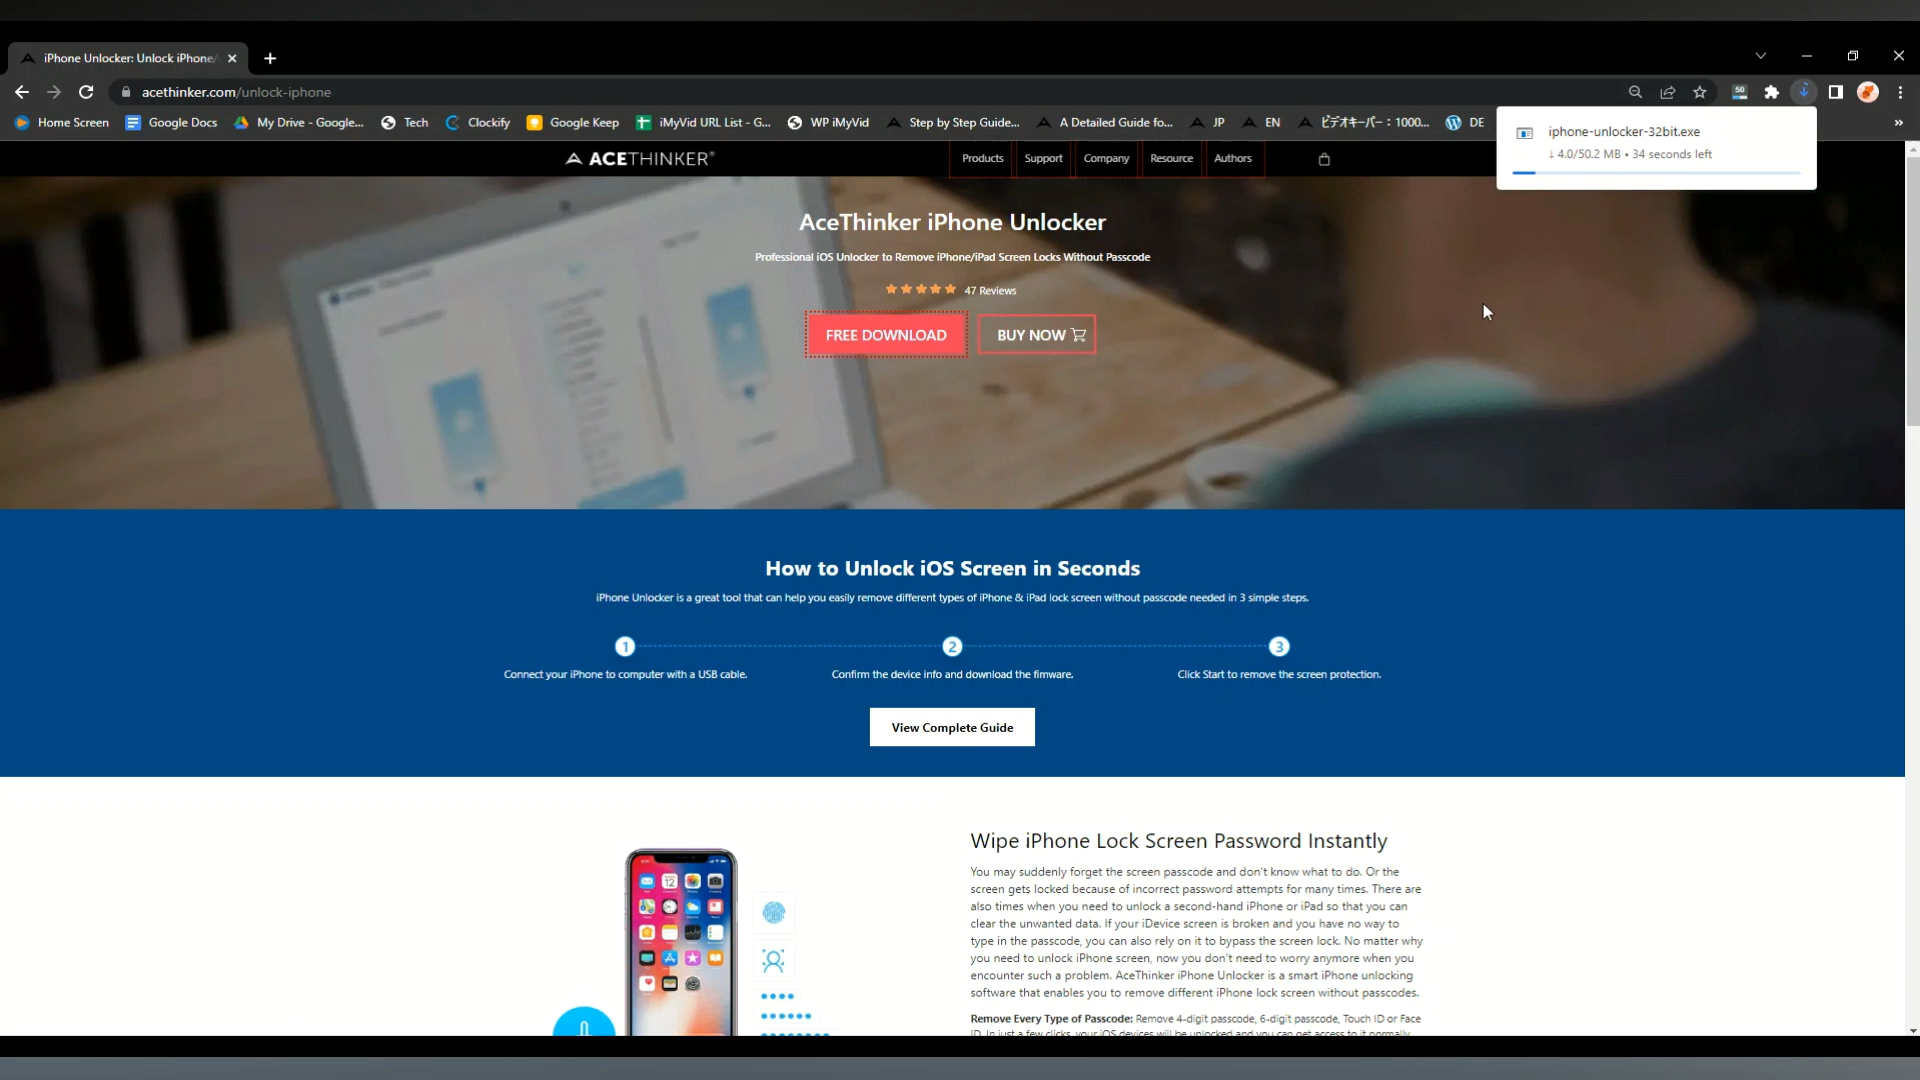 iPhone Unlocker: Unlock iPhone/
acethinker.com/unlock-iphone
50
Home Screen
Google Docs
My Drive - Google...
Tech
Clockify
Google Keep
iMyVid URL List - G...
WP iMyVid
Step by Step Guide...
A Detailed Guide fo...
JP
EN
ビデオキーパー：1000...
DE
»
iphone-unlocker-32bit.exe
↓ 4.0/50.2 MB • 34 seconds left
ACETHINKER®
Products
Support
Company
Resource
Authors
AceThinker iPhone Unlocker
Professional iOS Unlocker to Remove iPhone/iPad Screen Locks Without Passcode
47 Reviews
FREE DOWNLOAD
BUY NOW
How to Unlock iOS Screen in Seconds
iPhone Unlocker is a great tool that can help you easily remove different types of iPhone & iPad lock screen without passcode needed in 3 simple steps.
1
2
3
Connect your iPhone to computer with a USB cable.
Confirm the device info and download the fimware.
Click Start to remove the screen protection.
View Complete Guide
Wipe iPhone Lock Screen Password Instantly
You may suddenly forget the screen passcode and don't know what to do. Or the
screen gets locked because of incorrect password attempts for many times. There are
also times when you need to unlock a second-hand iPhone or iPad so that you can
clear the unwanted data. If your iDevice screen is broken and you have no way to
type in the passcode, you can also rely on it to bypass the screen lock. No matter why
you need to unlock iPhone screen, now you don't need to worry anymore when you
encounter such a problem. AceThinker iPhone Unlocker is a smart iPhone unlocking
software that enables you to remove different iPhone lock screen without passcodes.
Remove Every Type of Passcode: Remove 4-digit passcode, 6-digit passcode, Touch ID or Face
ID. In just a few clicks, your iOS devices will be unlocked and you can get access to it normally.